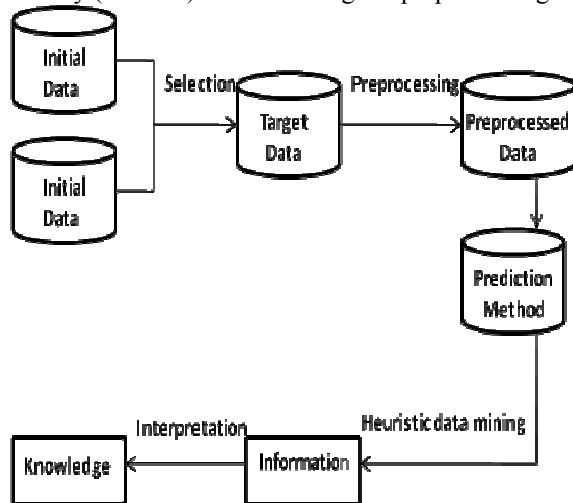 Initial
Data
Selection
Preprocessing
Target
Data
Preprocessed
Data
Initial
Data
Prediction
Method
Heuristic data mining
Interpretation
Information
Knowledge